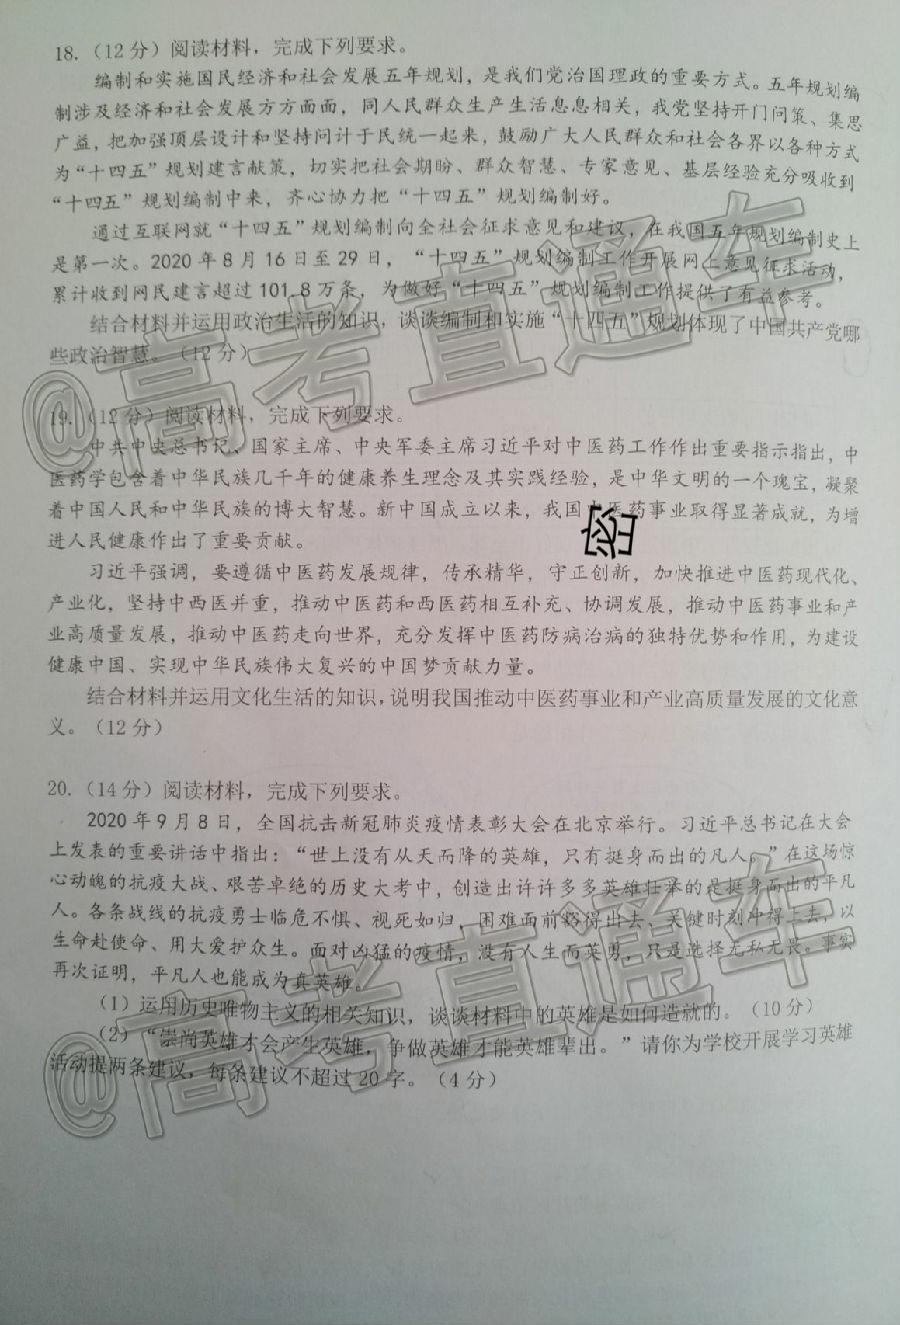 18.（12分）阅读材料，完成下列要求。
编制和实施国民经济和社会发展五年规划，是我们党治国理政的重要方式。五年规划编
制涉及经济和社会发展方方面面，同人民群众生产生活息息相关，我党坚持开门问策、集思
广益，把加强顶层设计和坚持问计于民统一起来，鼓励广大人民群众和社会各界以各种方式
为“十四五”规划建言献策，切实把社会期盼、群众智慧、专家意见、基层经验充分吸收到
“十四五”规划编制中来，齐心协力把“十四五”规划编制好。
通过互联网就“十四五”规划编制向全社会征求意见和建议，在我国五年规划编制史上
是第一次。2020年8月16日至29日，“十四五”规划编制工作开展网上意见征求活动，
累计收到网民建言超过101.8万条，为做好“十四五”规划编制工作提供了有益参考。
结合材料并运用政治生活的知识，谈谈编制和实施“十四五”规划体现了中国共产党哪
些政治智慧。（12分）
19.（12分）阅读材料，完成下列要求。
中共中央总书记、国家主席、中央军委主席习近平对中医药工作作出重要指示指出，中
医药学包含着中华民族几千年的健康养生理念及其实践经验，是中华文明的一个瑰宝，凝聚
着中国人民和中华民族的博大智慧。新中国成立以来，我国中医药事业取得显著成就，为增
进人民健康作出了重要贡献。
习近平强调，要遵循中医药发展规律，传承精华，守正创新，加快推进中医药现代化、
产业化，坚持中西医并重，推动中医药和西医药相互补充、协调发展，推动中医药事业和产
业高质量发展，推动中医药走向世界，充分发挥中医药防病治病的独特优势和作用，为建设
健康中国、实现中华民族伟大复兴的中国梦贡献力量。
结合材料并运用文化生活的知识，说明我国推动中医药事业和产业高质量发展的文化意
义。（12分）
20.（14分）阅读材料，完成下列要求。
2020年9月8日，全国抗击新冠肺炎疫情表彰大会在北京举行。习近平总书记在大会
上发表的重要讲话中指出：“世上没有从天而降的英雄，只有挺身而出的凡人。”在这场惊
心动魄的抗疫大战、艰苦卓绝的历史大考中，创造出许许多多英雄壮举的是挺身而出的平凡
人。各条战线的抗疫勇士临危不惧、视死如归，困难面前豁得出去、关键时刻冲得上去，以
生命赴使命、用大爱护众生。面对凶猛的疫情，没有人生而英勇，只是选择无私无畏。事实
再次证明，平凡人也能成为真英雄。
（1）运用历史唯物主义的相关知识，谈谈材料中的英雄是如何造就的。（10分）
（2）“崇尚英雄才会产生英雄，争做英雄才能英雄辈出。”请你为学校开展学习英雄
活动提两条建议，每条建议不超过20字。（4分）
@高考直通车
@高考直通车
密